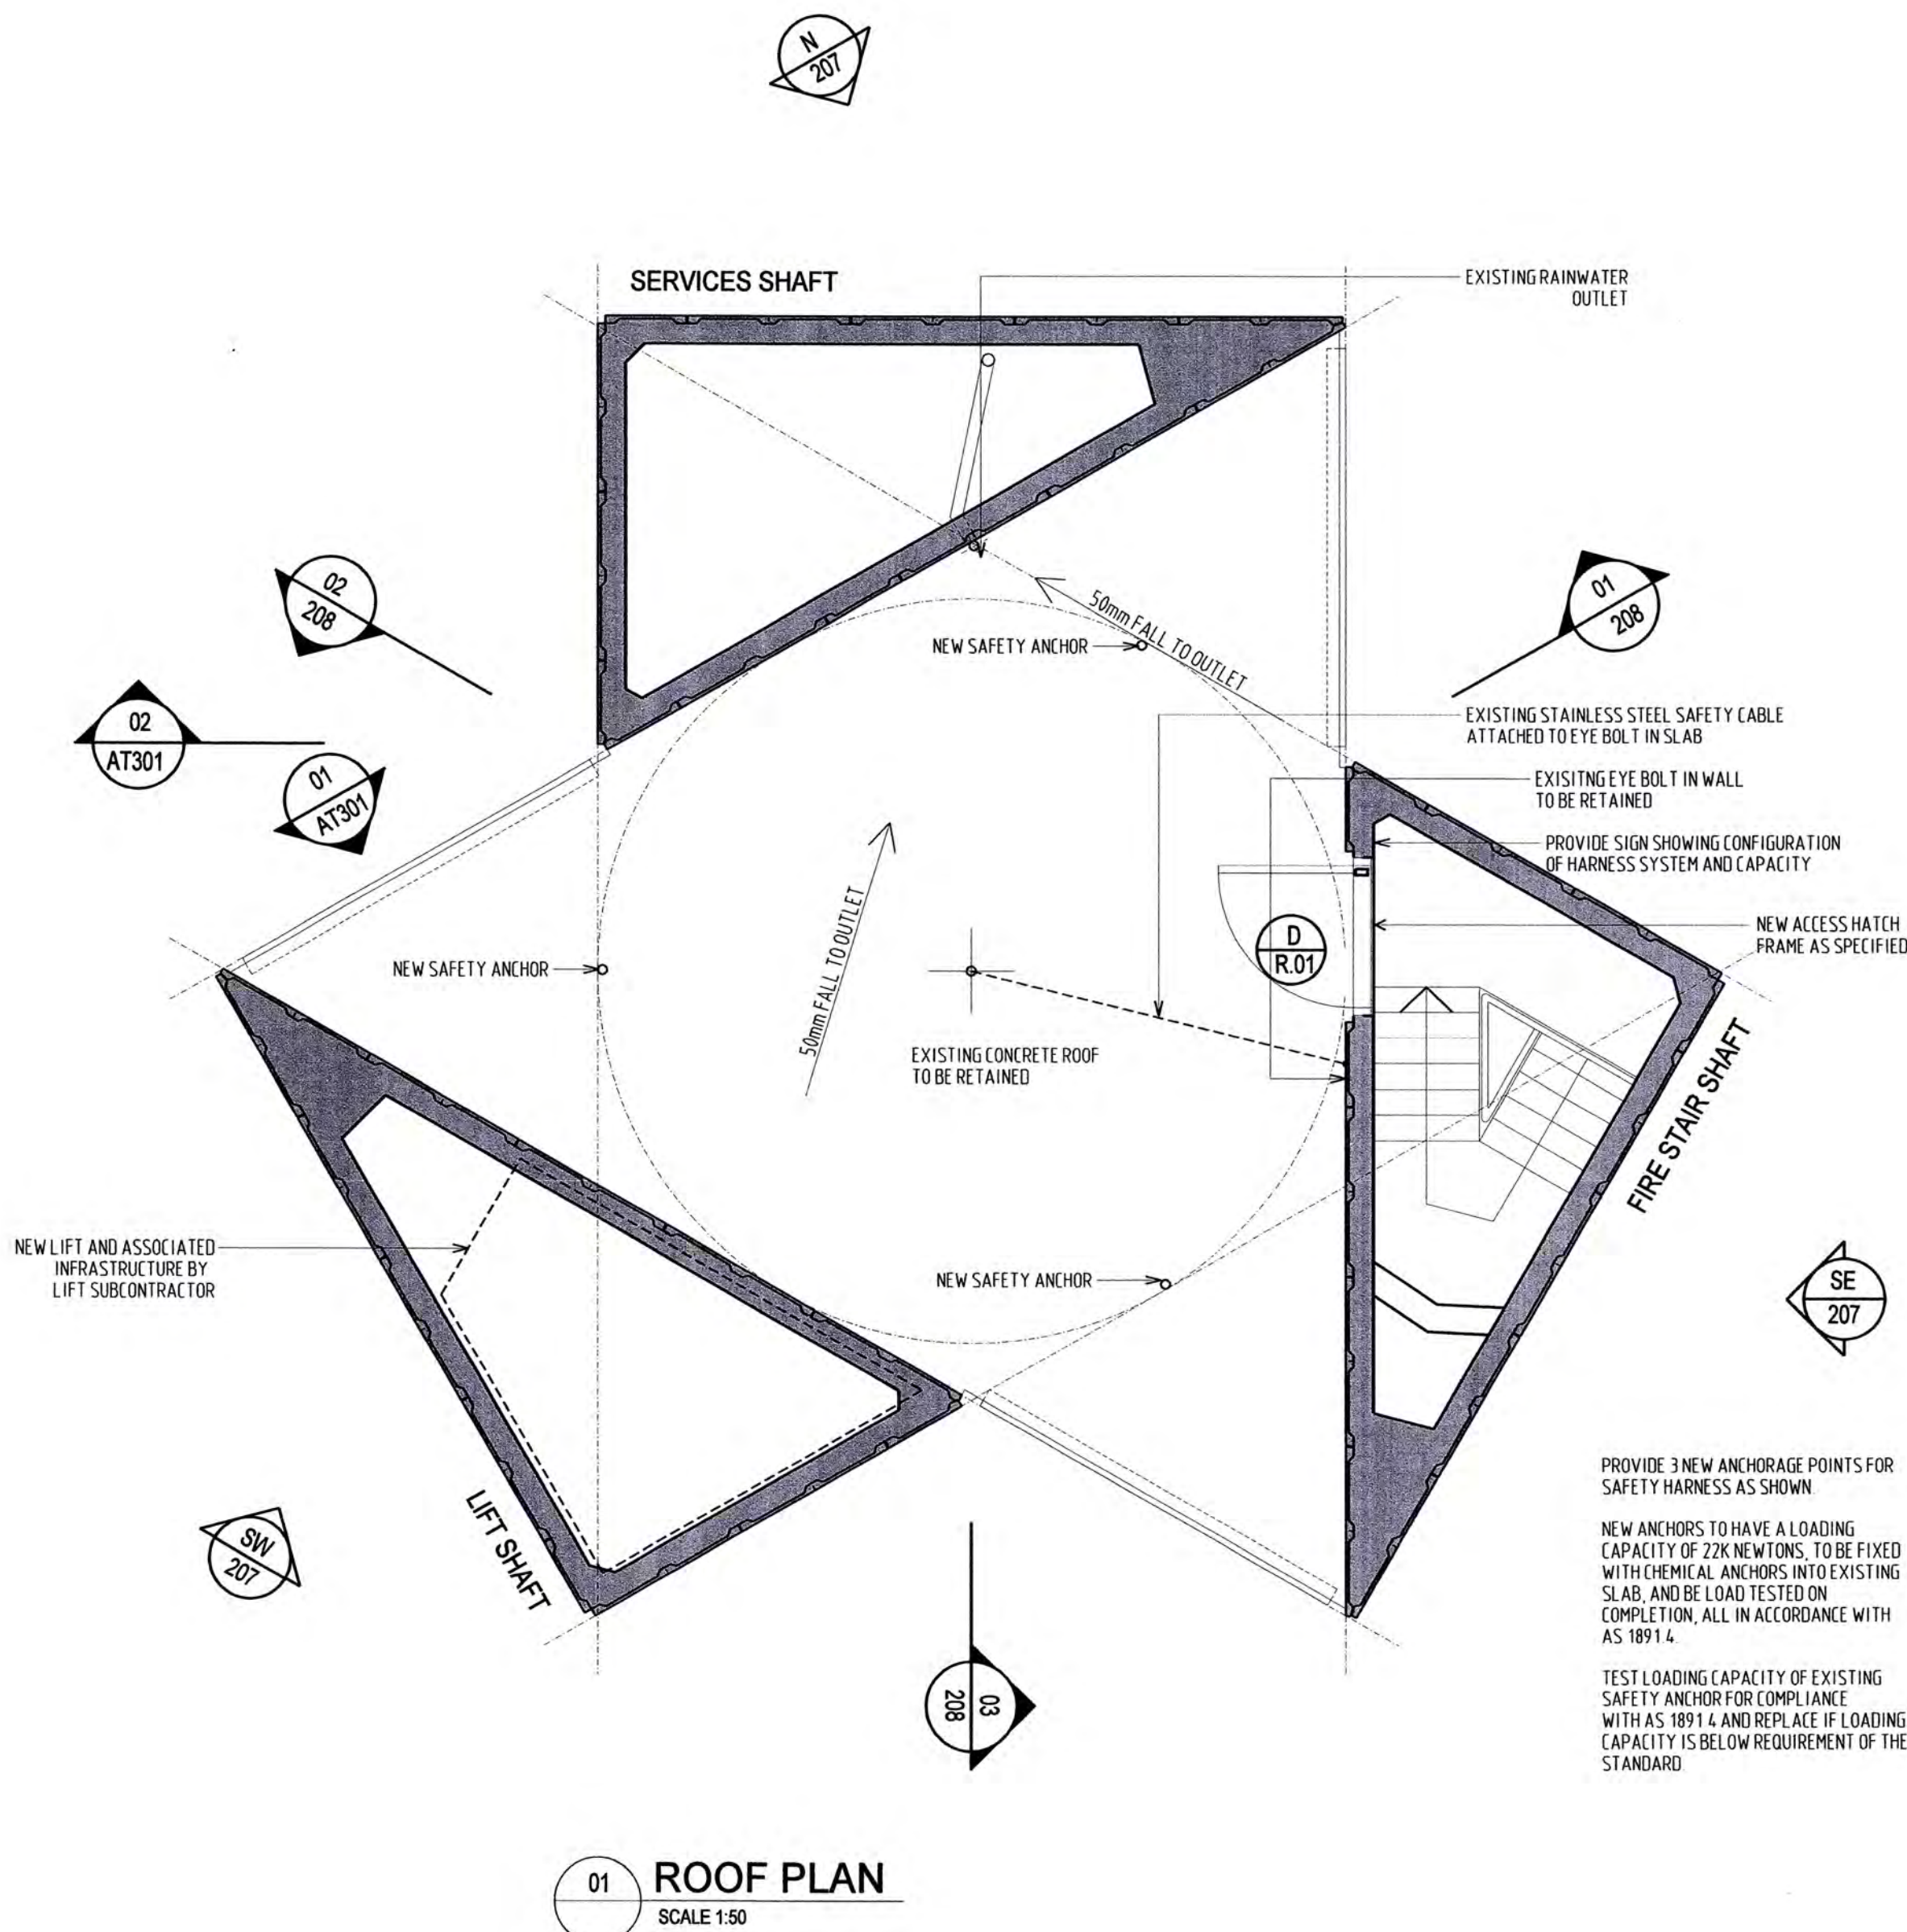 N
207
SERVICES SHAFT
EXISTING RAINWATER
OUTLET
02
208
01
208
50mm FALL TO OUTLET
NEW SAFETY ANCHOR
EXISTING STAINLESS STEEL SAFETY CABLE
ATTACHED TO EYE BOLT IN SLAB
02
AT301
01
AT301
EXISITNG EYE BOLT IN WALL
TO BE RETAINED
PROVIDE SIGN SHOWING CONFIGURATION
OF HARNESS SYSTEM AND CAPACITY
50mm FALL TO OUTLET
D
R.01
NEW ACCESS HATCH
FRAME AS SPECIFIED
NEW SAFETY ANCHOR
EXISTING CONCRETE ROOF
TO BE RETAINED
FIRE STAIR SHAFT
NEW LIFT AND ASSOCIATED
INFRASTRUCTURE BY
LIFT SUBCONTRACTOR
NEW SAFETY ANCHOR
SE
207
LIFT SHAFT
SW
207
03
208
PROVIDE 3 NEW ANCHORAGE POINTS FOR
SAFETY HARNESS AS SHOWN.
NEW ANCHORS TO HAVE A LOADING
CAPACITY OF 22K NEWTONS, TO BE FIXED
WITH CHEMICAL ANCHORS INTO EXISTING
SLAB, AND BE LOAD TESTED ON
COMPLETION, ALL IN ACCORDANCE WITH
AS 1891.4.
TEST LOADING CAPACITY OF EXISTING
SAFETY ANCHOR FOR COMPLIANCE
WITH AS 1891.4 AND REPLACE IF LOADING
CAPACITY IS BELOW REQUIREMENT OF THE
STANDARD.
01
ROOF PLAN
SCALE 1:50